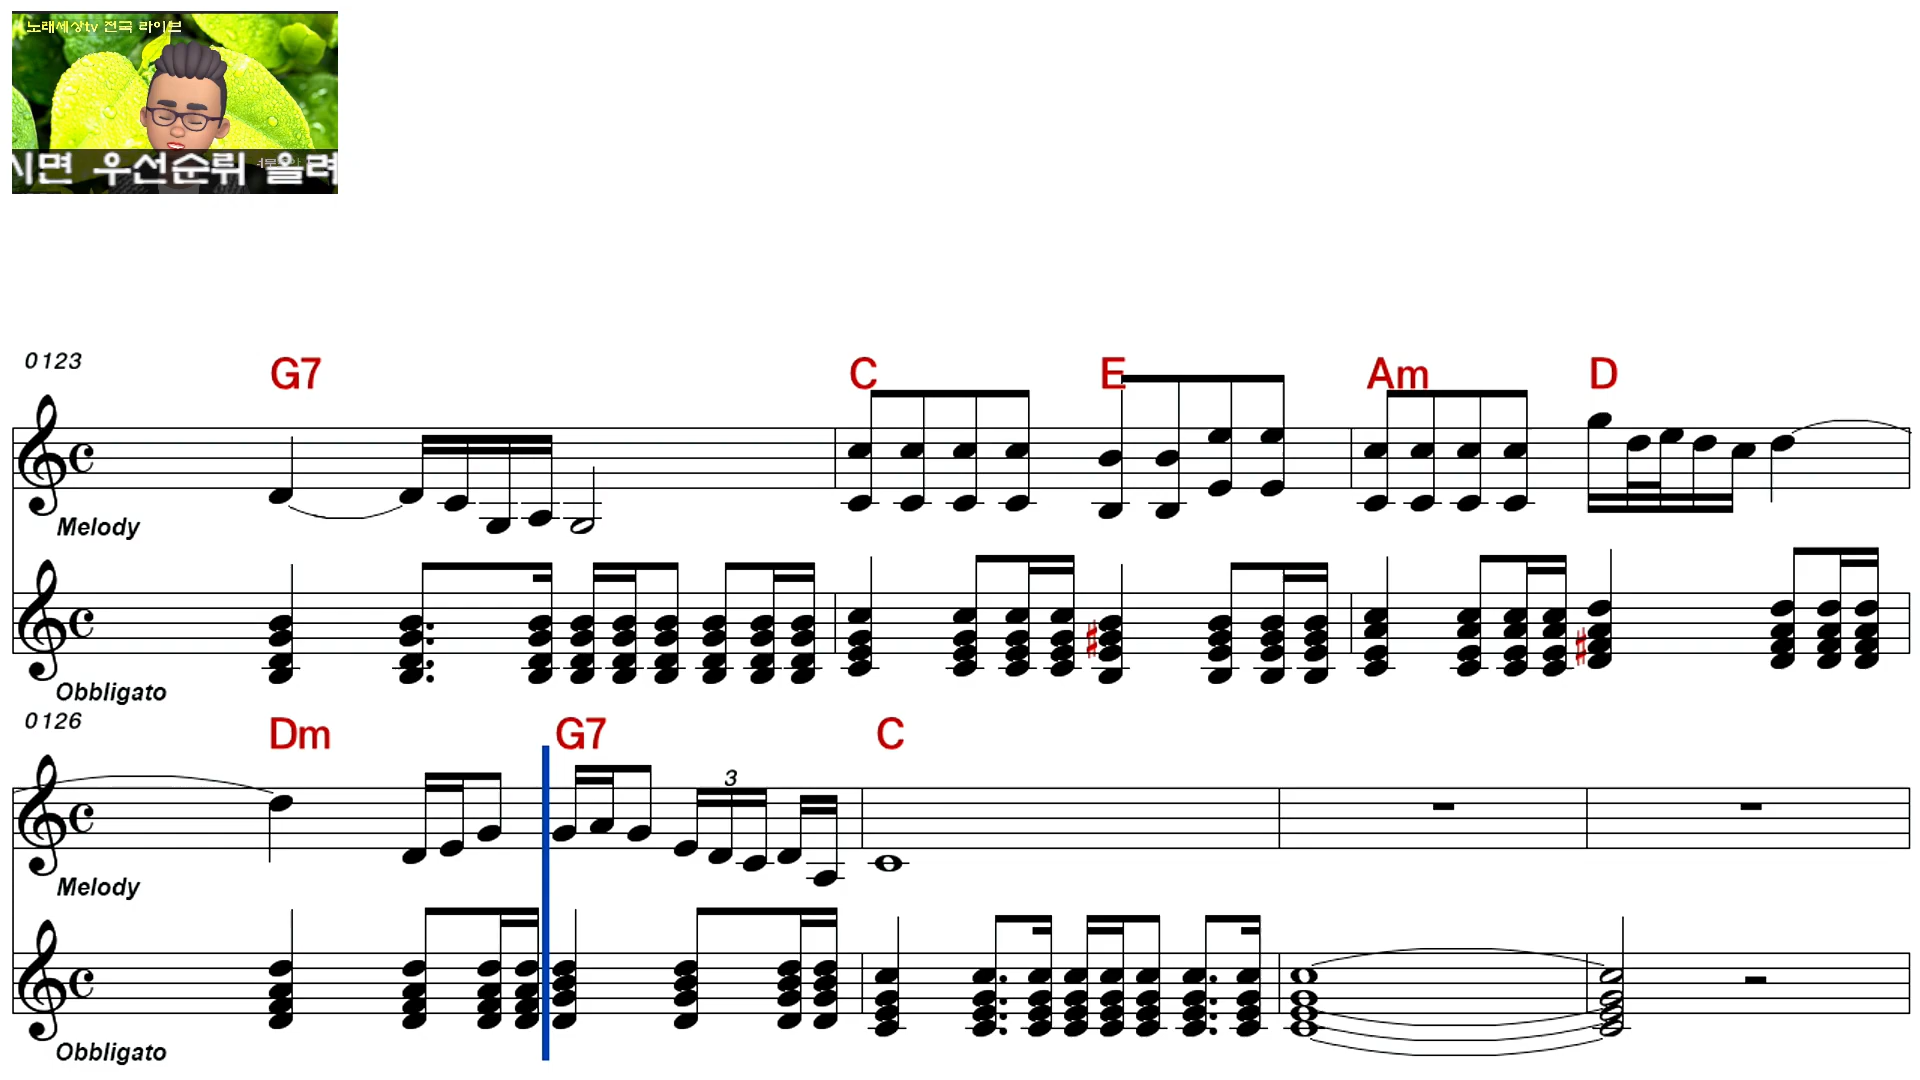 노래세상tv 전국 라이브
시면 우선순위 올려
0123
G7 C E Am D
Melody
Obbligato
0126
Dm G7 C
3
Melody
Obbligato